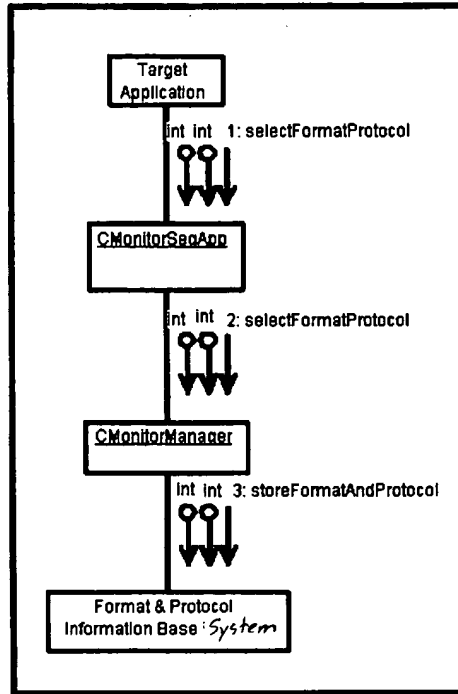 Target
Application
int int 1: selectFormatProtocol
CMonitorSeqApp
int int 2: selectFormatProtocol
CMonitorManager
int int 3: storeFormatAndProtocol
Format & Protocol
Information Base : System